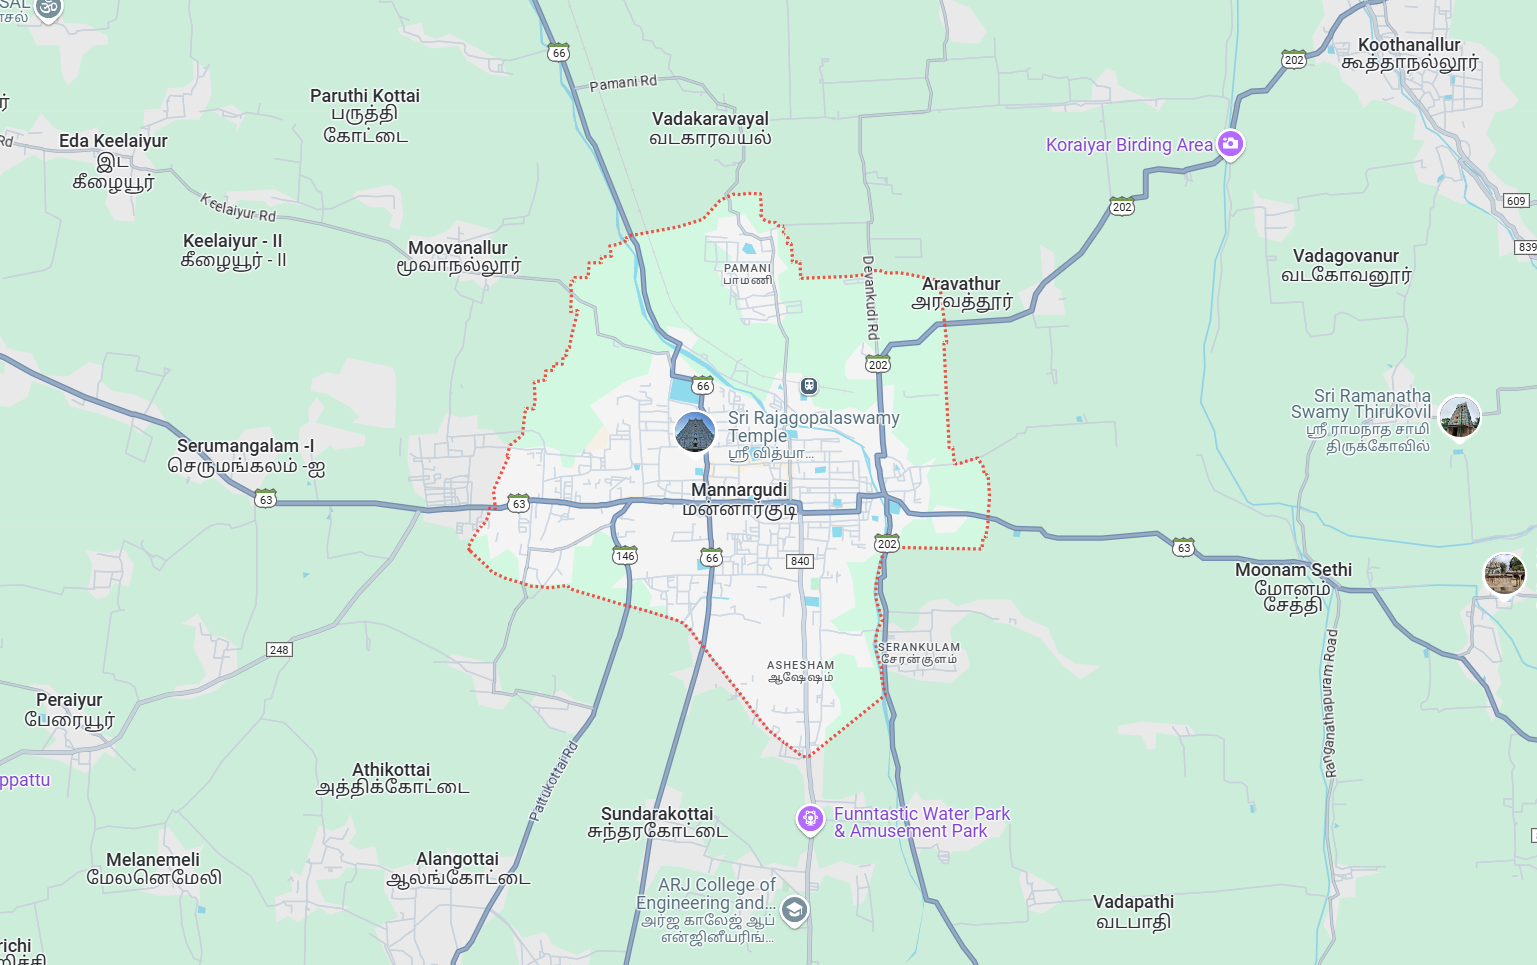 SAL
66
202
Koothanallur
கூத்தாநல்லூர்
Pamani Rd
Paruthi Kottai
பருத்தி
கோட்டை
Vadakaravayal
வடகாரவயல்
Eda Keelaiyur
இட
கீழையூர்
Rd
Koraiyar Birding Area
Keelaiyur Rd
202
609
Keelaiyur - II
கீழையூர் - II
Moovanallur
மூவாநல்லூர்
839
Vadagovanur
வடகோவனூர்
PAMANI
பாமணி
Devankudi Rd
Aravathur
அரவத்தூர்
202
66
Sri Rajagopalaswamy
Temple
ஸ்ரீ வித்யா...
Sri Ramanatha
Swamy Thirukovil
ஸ்ரீ ராமநாத சாமி
திருக்கோவில்
Serumangalam -I
செருமங்கலம் -ஐ
63
63
Mannargudi
மன்னார்குடி
146
66
840
202
63
Moonam Sethi
மோனம்
சேத்தி
248
SERANKULAM
சேரன்குளம்
ASHESHAM
ஆஷேஷம்
Ranganathapuram Road
Peraiyur
பேரையூர்
ppattu
Athikottai
அத்திக்கோட்டை
Pattukottai Rd
Sundarakottai
சுந்தரகோட்டை
Funntastic Water Park
& Amusement Park
Melanemeli
மேலனெமேலி
Alangottai
ஆலங்கோட்டை
ARJ College of
Engineering and...
அர்ஜ காலேஜ் ஆப்
என்ஜினீயரிங்...
Vadapathi
வடபாதி
richi